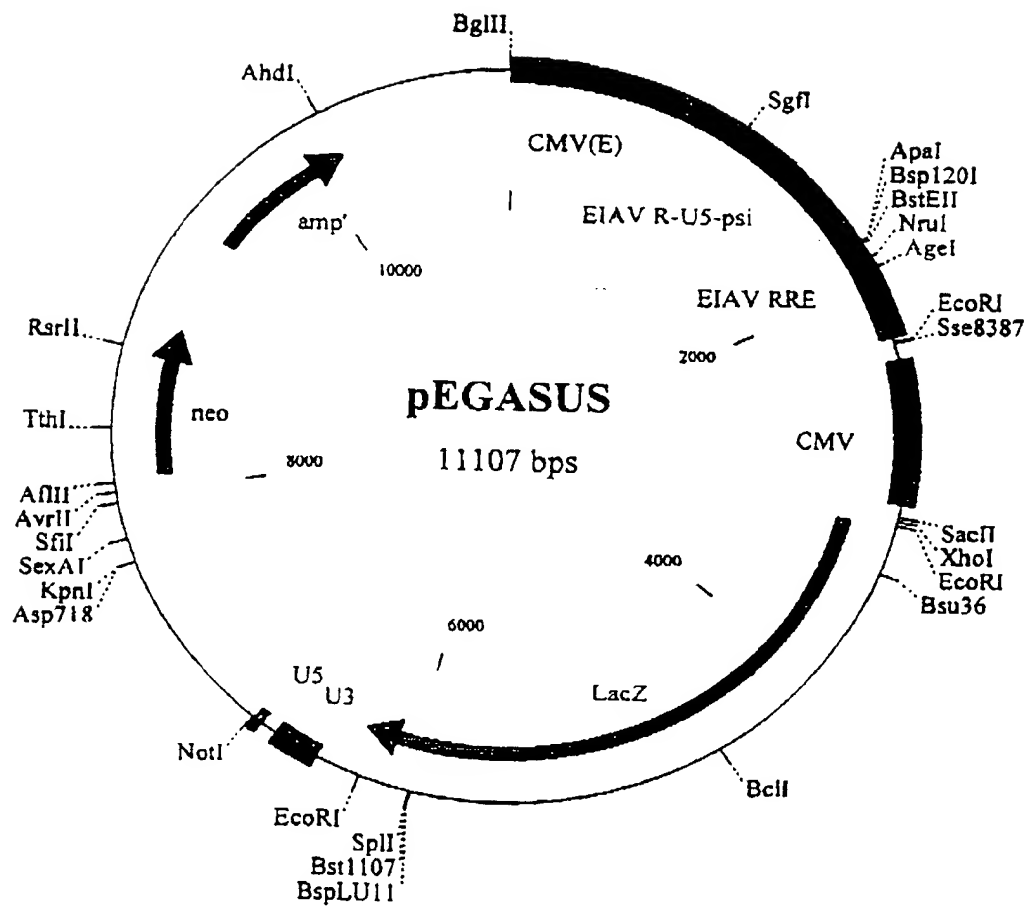 BglII
AhdI
SgfI
CMV(E)
ApaI
Bsp120I
BstEII
NruI
AgeI
amp'
EIAV R-U5-psi
10000
EIAV RRE
EcoRI
Sse8387
RsrII
2000
pEGASUS
neo
TthI
CMV
11107 bps
8000
AflII
AvrII
SfiI
SexAI
KpnI
Asp718
SacII
XhoI
EcoRI
Bsu36
4000
6000
U5
U3
LacZ
NotI
BclI
EcoRI
SplI
Bst1107
BspLU11